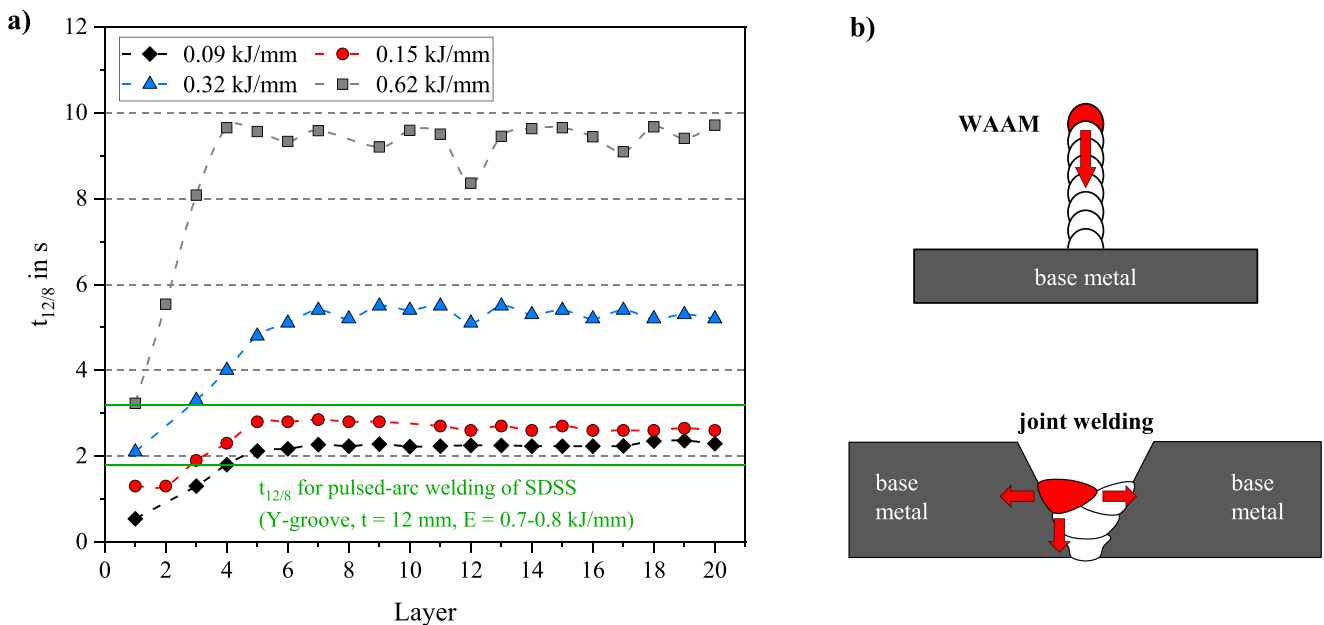 a)
12
10
8
6
4
2
0
t12/8 in s
0.09 kJ/mm
0.15 kJ/mm
0.32 kJ/mm
0.62 kJ/mm
t12/8 for pulsed-arc welding of SDSS
(Y-groove, t = 12 mm, E = 0.7-0.8 kJ/mm)
0 2 4 6 8 10 12 14 16 18 20
Layer
b)
WAAM
base metal
joint welding
base
metal
base
metal